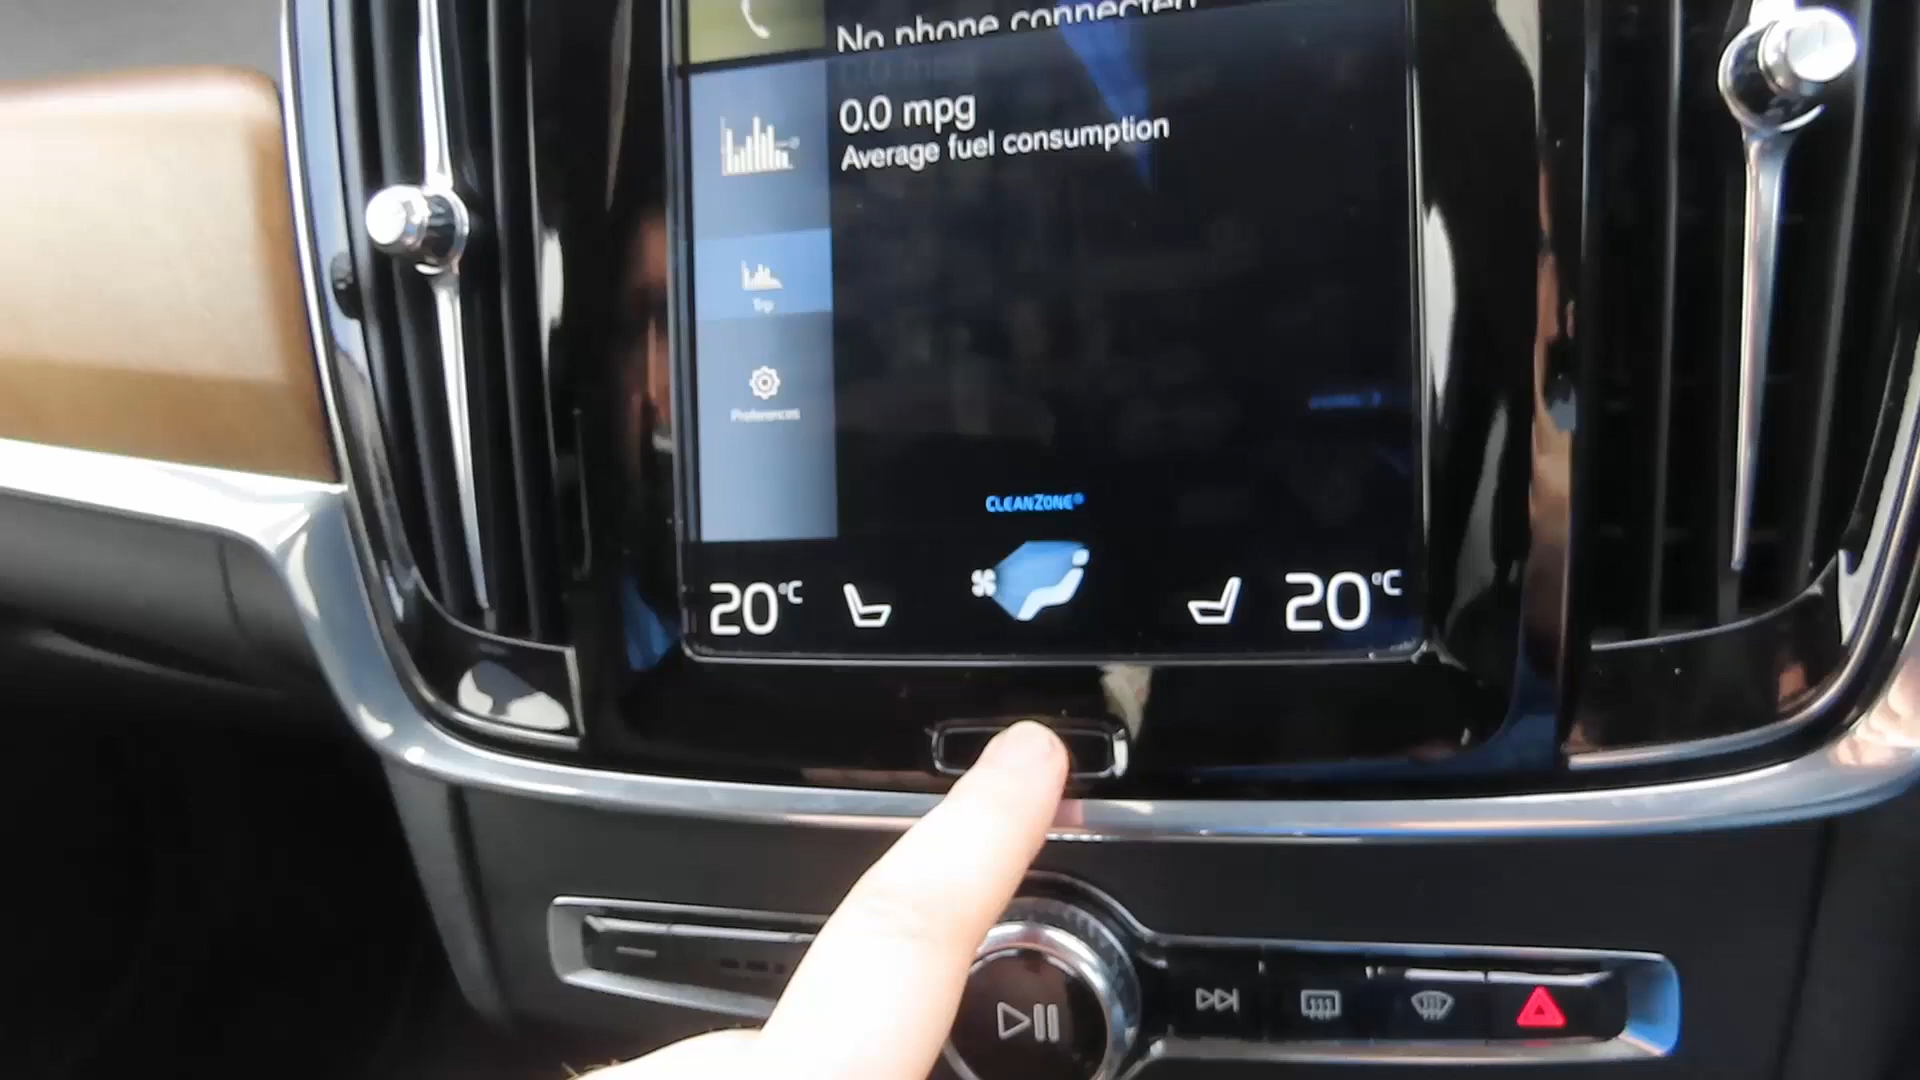 No phone connected
0.0 mpg
Average fuel consumption
Trip
Preferences
CLEANZONE®
20°C
20°C